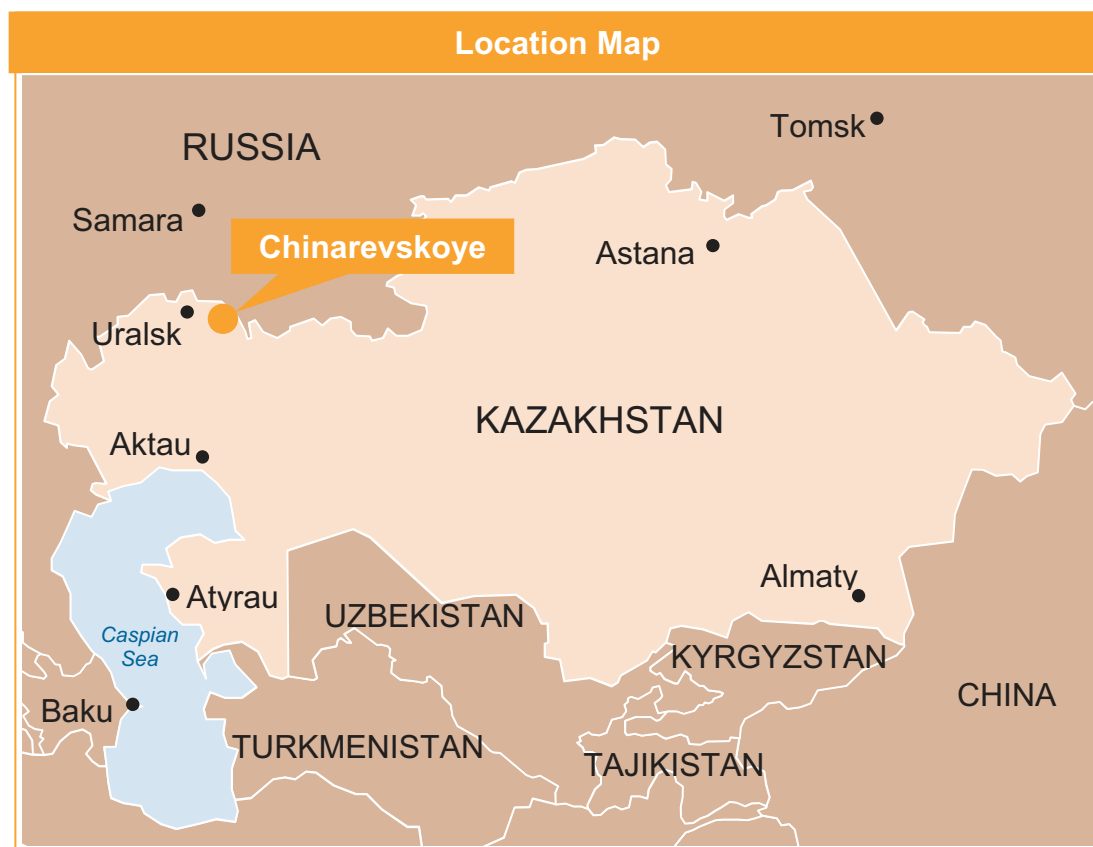 Location Map
Tomsk
RUSSIA
Samara
Chinarevskoye
Astana
Uralsk
KAZAKHSTAN
Aktau
Almaty
Atyrau
UZBEKISTAN
Caspian
Sea
KYRGYZSTAN
CHINA
Baku
TURKMENISTAN
TAJIKISTAN